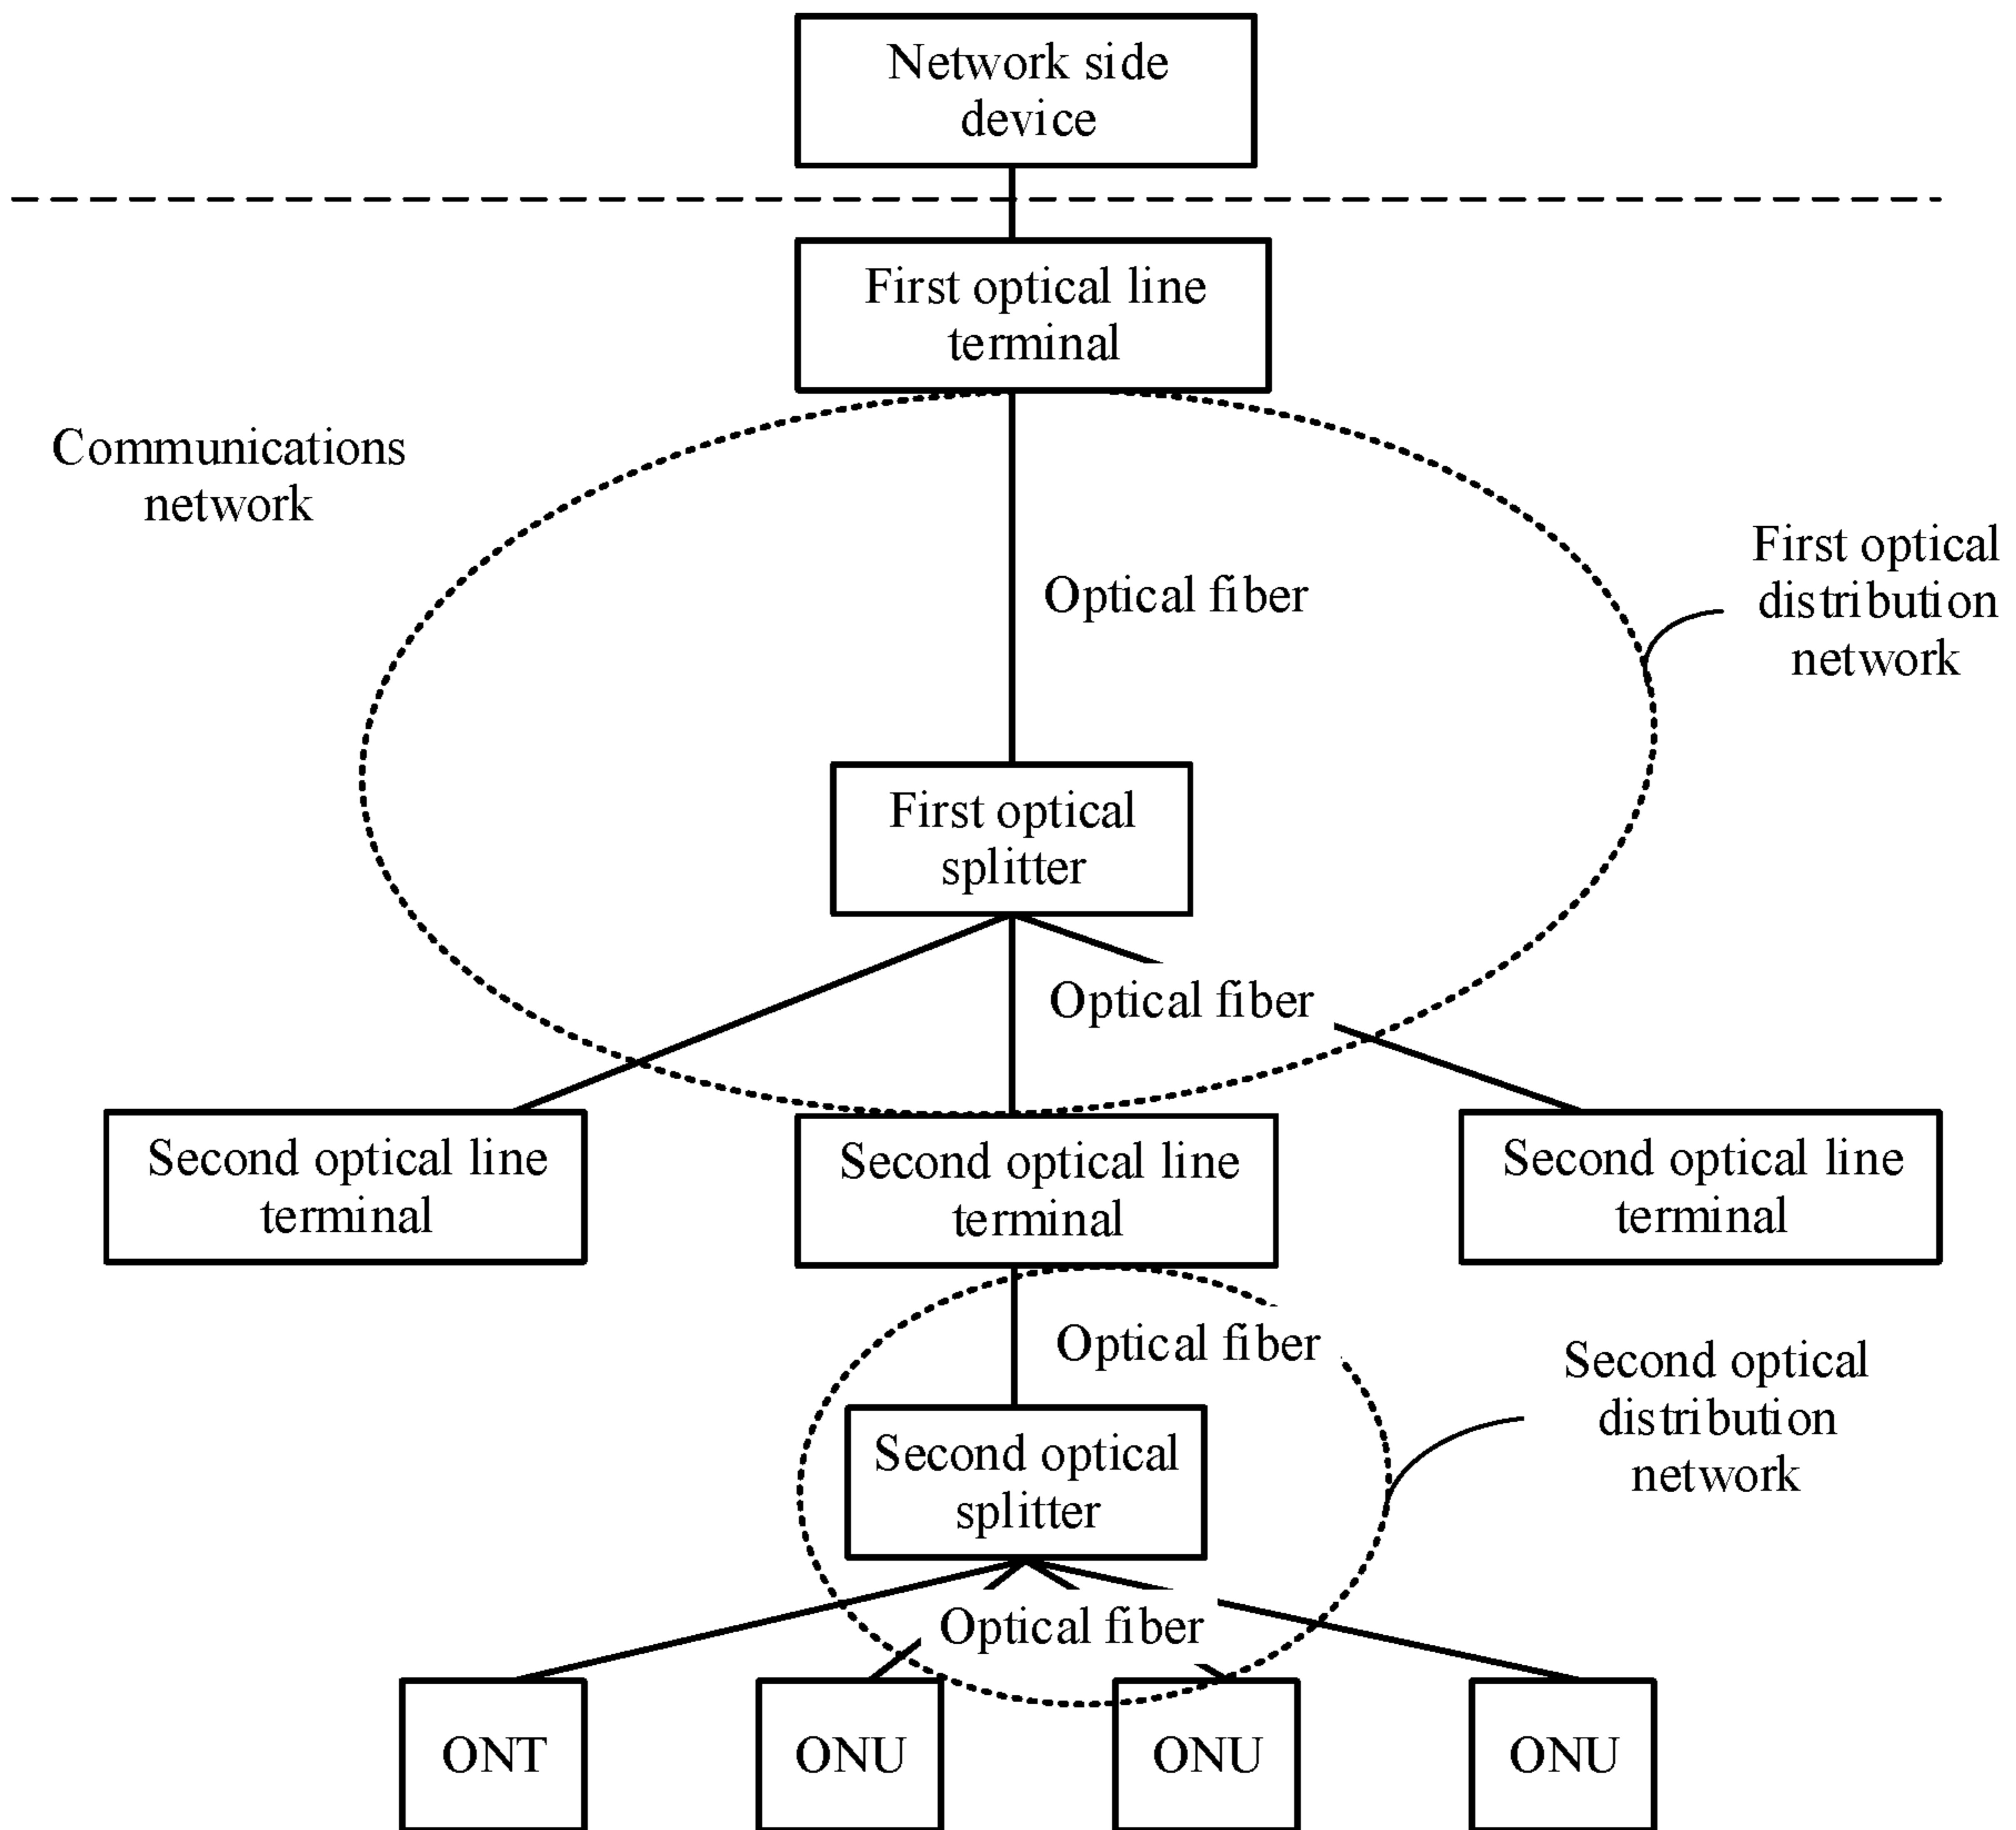 Network side
device
First optical line
terminal
Communications
network
First optical
distribution
network
Optical fiber
First optical
splitter
Optical fiber
Second optical line
terminal
Second optical line
terminal
Second optical line
terminal
Optical fiber
Second optical
distribution
network
Second optical
splitter
Optical fiber
ONT
ONU
ONU
ONU